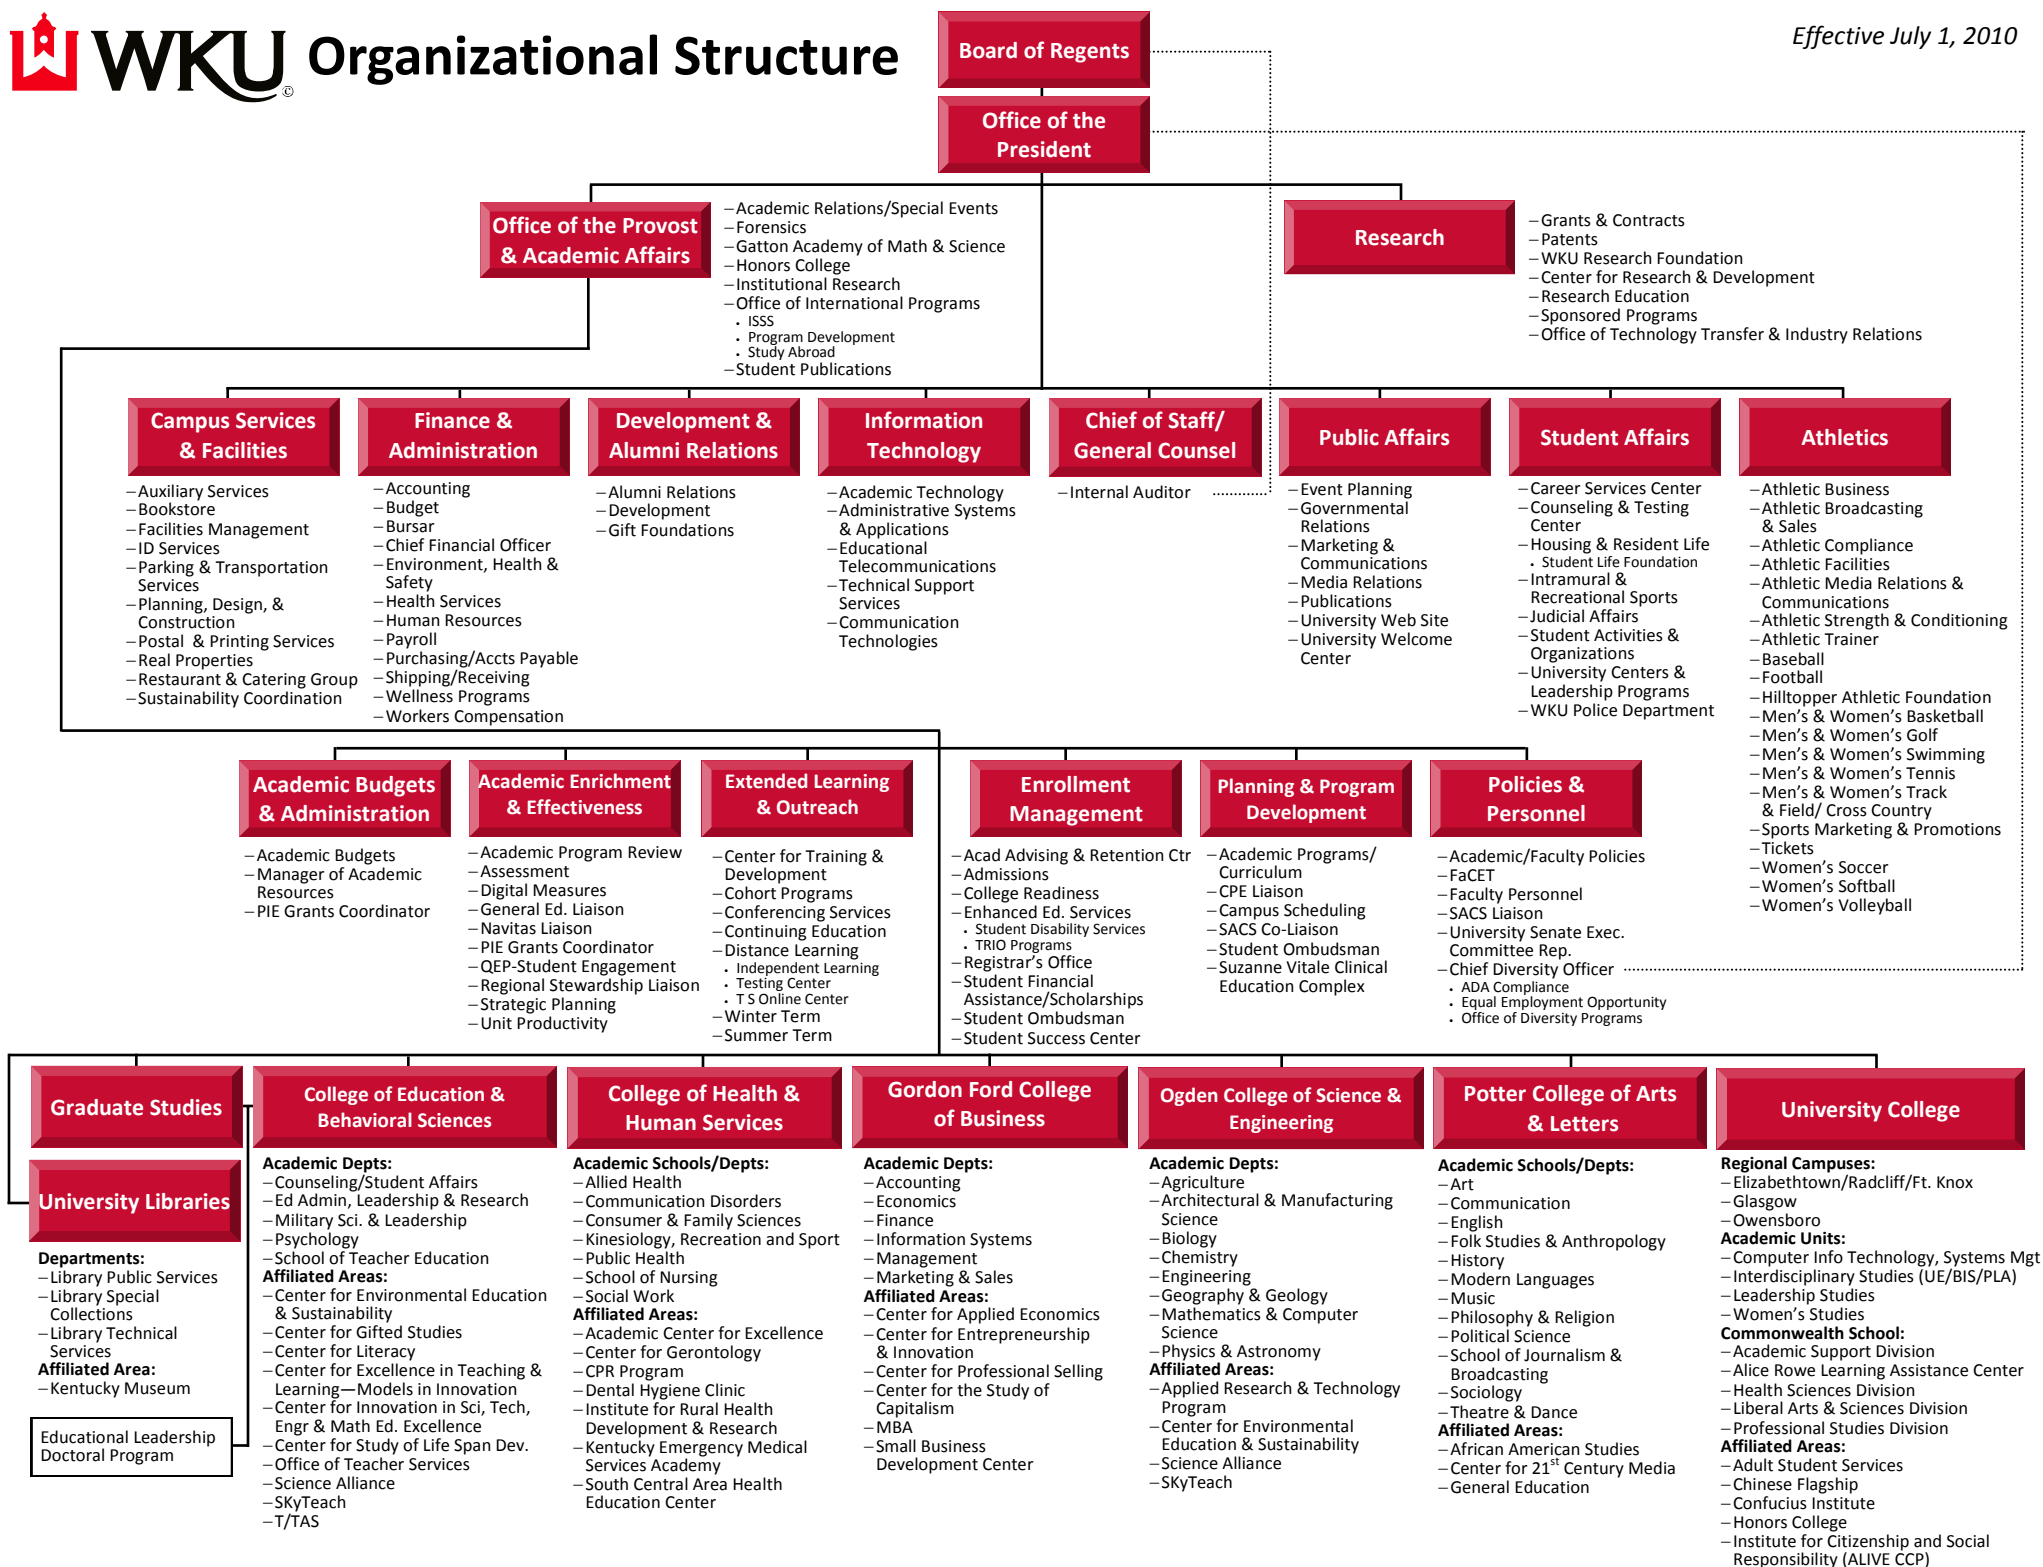 WKU Organizational Structure
©
Effective July 1, 2010
Board of Regents
Office of the
President
Office of the Provost
& Academic Affairs
–Academic Relations/Special Events
–Forensics
–Gatton Academy of Math & Science
–Honors College
–Institutional Research
–Office of International Programs
• ISSS
• Program Development
• Study Abroad
–Student Publications
Research
–Grants & Contracts
–Patents
–WKU Research Foundation
–Center for Research & Development
–Research Education
–Sponsored Programs
–Office of Technology Transfer & Industry Relations
Campus Services
& Facilities
–Auxiliary Services
–Bookstore
–Facilities Management
–ID Services
–Parking & Transportation
Services
–Planning, Design, &
Construction
–Postal & Printing Services
–Real Properties
–Restaurant & Catering Group
–Sustainability Coordination
Finance &
Administration
–Accounting
–Budget
–Bursar
–Chief Financial Officer
–Environment, Health &
Safety
–Health Services
–Human Resources
–Payroll
–Purchasing/Accts Payable
–Shipping/Receiving
–Wellness Programs
–Workers Compensation
Development &
Alumni Relations
–Alumni Relations
–Development
–Gift Foundations
Information
Technology
–Academic Technology
–Administrative Systems
& Applications
–Educational
Telecommunications
–Technical Support
Services
–Communication
Technologies
Chief of Staff/
General Counsel
–Internal Auditor
Public Affairs
–Event Planning
–Governmental
Relations
–Marketing &
Communications
–Media Relations
–Publications
–University Web Site
–University Welcome
Center
Student Affairs
–Career Services Center
–Counseling & Testing
Center
–Housing & Resident Life
• Student Life Foundation
–Intramural &
Recreational Sports
–Judicial Affairs
–Student Activities &
Organizations
–University Centers &
Leadership Programs
–WKU Police Department
Athletics
–Athletic Business
–Athletic Broadcasting
& Sales
–Athletic Compliance
–Athletic Facilities
–Athletic Media Relations &
Communications
–Athletic Strength & Conditioning
–Athletic Trainer
–Baseball
–Football
–Hilltopper Athletic Foundation
–Men’s & Women’s Basketball
–Men’s & Women’s Golf
–Men’s & Women’s Swimming
–Men’s & Women’s Tennis
–Men’s & Women’s Track
& Field/ Cross Country
–Sports Marketing & Promotions
–Tickets
–Women’s Soccer
–Women’s Softball
–Women’s Volleyball
Academic Budgets
& Administration
–Academic Budgets
–Manager of Academic
Resources
–PIE Grants Coordinator
Academic Enrichment
& Effectiveness
–Academic Program Review
–Assessment
–Digital Measures
–General Ed. Liaison
–Navitas Liaison
–PIE Grants Coordinator
–QEP-Student Engagement
–Regional Stewardship Liaison
–Strategic Planning
–Unit Productivity
Extended Learning
& Outreach
–Center for Training &
Development
–Cohort Programs
–Conferencing Services
–Continuing Education
–Distance Learning
• Independent Learning
• Testing Center
• T S Online Center
–Winter Term
–Summer Term
Enrollment
Management
–Acad Advising & Retention Ctr
–Admissions
–College Readiness
–Enhanced Ed. Services
• Student Disability Services
• TRIO Programs
–Registrar’s Office
–Student Financial
Assistance/Scholarships
–Student Ombudsman
–Student Success Center
Planning & Program
Development
–Academic Programs/
Curriculum
–CPE Liaison
–Campus Scheduling
–SACS Co-Liaison
–Student Ombudsman
–Suzanne Vitale Clinical
Education Complex
Policies &
Personnel
–Academic/Faculty Policies
–FaCET
–Faculty Personnel
–SACS Liaison
–University Senate Exec.
Committee Rep.
–Chief Diversity Officer
• ADA Compliance
• Equal Employment Opportunity
• Office of Diversity Programs
Graduate Studies
University Libraries
Departments:
–Library Public Services
–Library Special
Collections
–Library Technical
Services
Affiliated Area:
–Kentucky Museum
Educational Leadership
Doctoral Program
College of Education &
Behavioral Sciences
Academic Depts:
–Counseling/Student Affairs
–Ed Admin, Leadership & Research
–Military Sci. & Leadership
–Psychology
–School of Teacher Education
Affiliated Areas:
–Center for Environmental Education
& Sustainability
–Center for Gifted Studies
–Center for Literacy
–Center for Excellence in Teaching &
Learning—Models in Innovation
–Center for Innovation in Sci, Tech,
Engr & Math Ed. Excellence
–Center for Study of Life Span Dev.
–Office of Teacher Services
–Science Alliance
–SKyTeach
–T/TAS
College of Health &
Human Services
Academic Schools/Depts:
–Allied Health
–Communication Disorders
–Consumer & Family Sciences
–Kinesiology, Recreation and Sport
–Public Health
–School of Nursing
–Social Work
Affiliated Areas:
–Academic Center for Excellence
–Center for Gerontology
–CPR Program
–Dental Hygiene Clinic
–Institute for Rural Health
Development & Research
–Kentucky Emergency Medical
Services Academy
–South Central Area Health
Education Center
Gordon Ford College
of Business
Academic Depts:
–Accounting
–Economics
–Finance
–Information Systems
–Management
–Marketing & Sales
Affiliated Areas:
–Center for Applied Economics
–Center for Entrepreneurship
& Innovation
–Center for Professional Selling
–Center for the Study of
Capitalism
–MBA
–Small Business
Development Center
Ogden College of Science &
Engineering
Academic Depts:
–Agriculture
–Architectural & Manufacturing
Science
–Biology
–Chemistry
–Engineering
–Geography & Geology
–Mathematics & Computer
Science
–Physics & Astronomy
Affiliated Areas:
–Applied Research & Technology
Program
–Center for Environmental
Education & Sustainability
–Science Alliance
–SKyTeach
Potter College of Arts
& Letters
Academic Schools/Depts:
–Art
–Communication
–English
–Folk Studies & Anthropology
–History
–Modern Languages
–Music
–Philosophy & Religion
–Political Science
–School of Journalism &
Broadcasting
–Sociology
–Theatre & Dance
Affiliated Areas:
–African American Studies
–Center for 21st Century Media
–General Education
University College
Regional Campuses:
–Elizabethtown/Radcliff/Ft. Knox
–Glasgow
–Owensboro
Academic Units:
–Computer Info Technology, Systems Mgt
–Interdisciplinary Studies (UE/BIS/PLA)
–Leadership Studies
–Women’s Studies
Commonwealth School:
–Academic Support Division
–Alice Rowe Learning Assistance Center
–Health Sciences Division
–Liberal Arts & Sciences Division
–Professional Studies Division
Affiliated Areas:
–Adult Student Services
–Chinese Flagship
–Confucius Institute
–Honors College
–Institute for Citizenship and Social
Responsibility (ALIVE CCP)